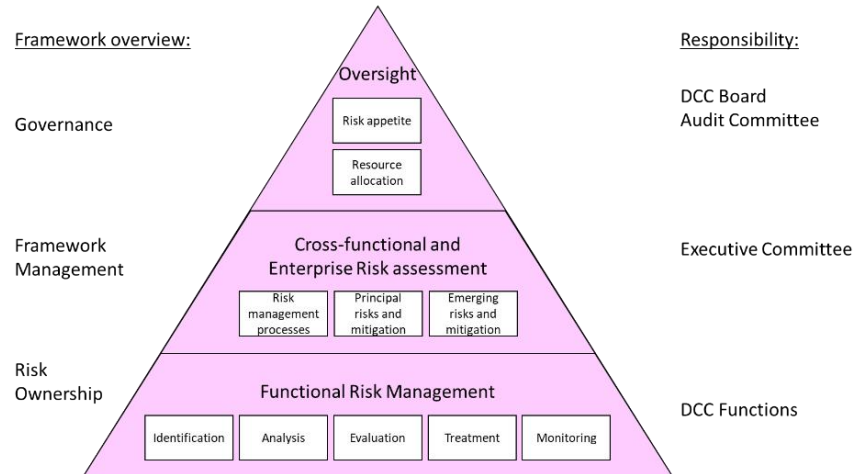 Framework overview:
Responsibility:
Oversight
Governance
Risk appetite
Resource
allocation
DCC Board
Audit Committee
Framework
Management
Cross-functional and
Enterprise Risk assessment
Risk
management
processes
Principal
risks and
mitigation
Emerging
risks and
mitigation
Executive Committee
Risk
Ownership
Functional Risk Management
Identification
Analysis
Evaluation
Treatment
Monitoring
DCC Functions